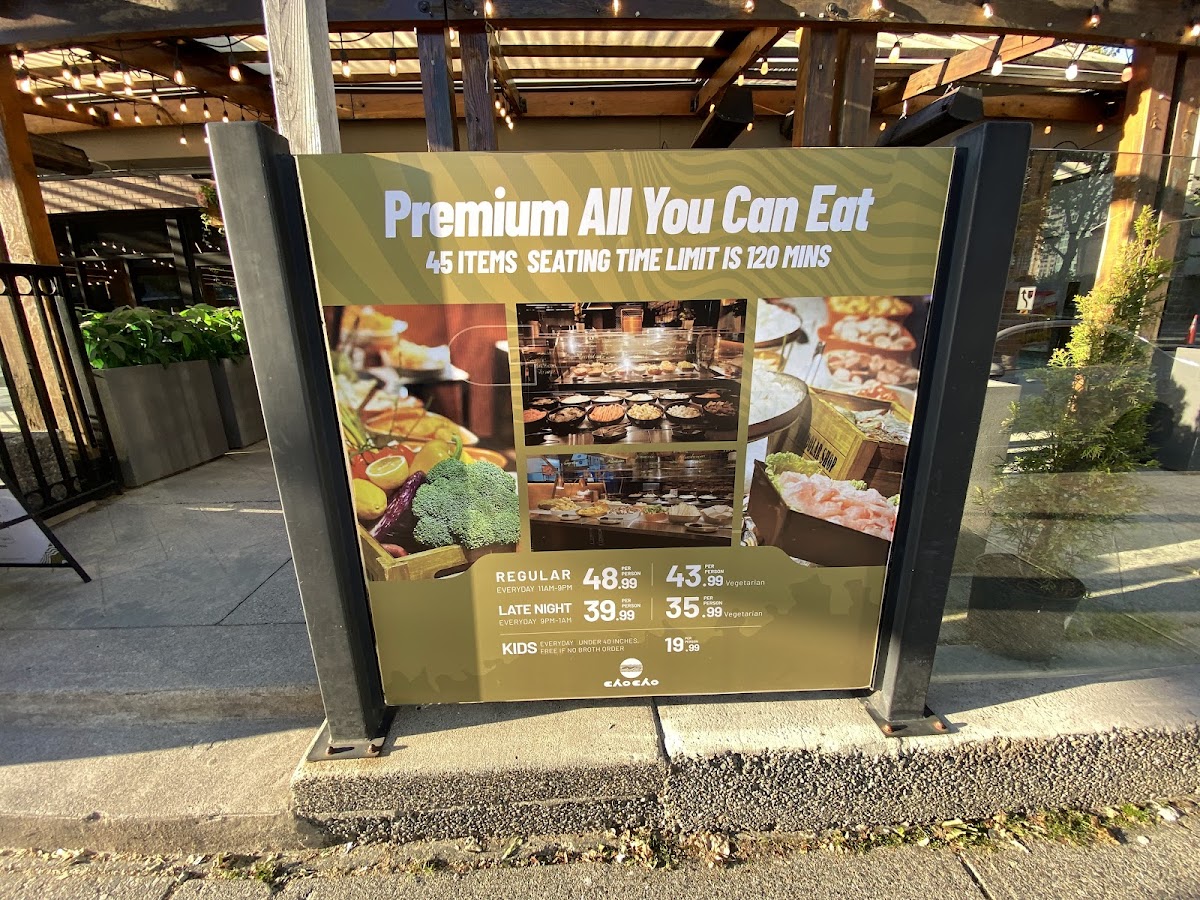 Premium All You Can Eat
45 ITEMS SEATING TIME LIMIT IS 120 MINS
REGULAR 48.99 PER PERSON 43.99 PER PERSON Vegetarian
EVERYDAY 11AM-9PM
LATE NIGHT 39.99 PER PERSON 35.99 PER PERSON Vegetarian
EVERYDAY 9PM-1AM
KIDS EVERYDAY UNDER 40 INCHES. 19.99 PER PERSON
FREE IF NO BROTH ORDER
CYOCYO